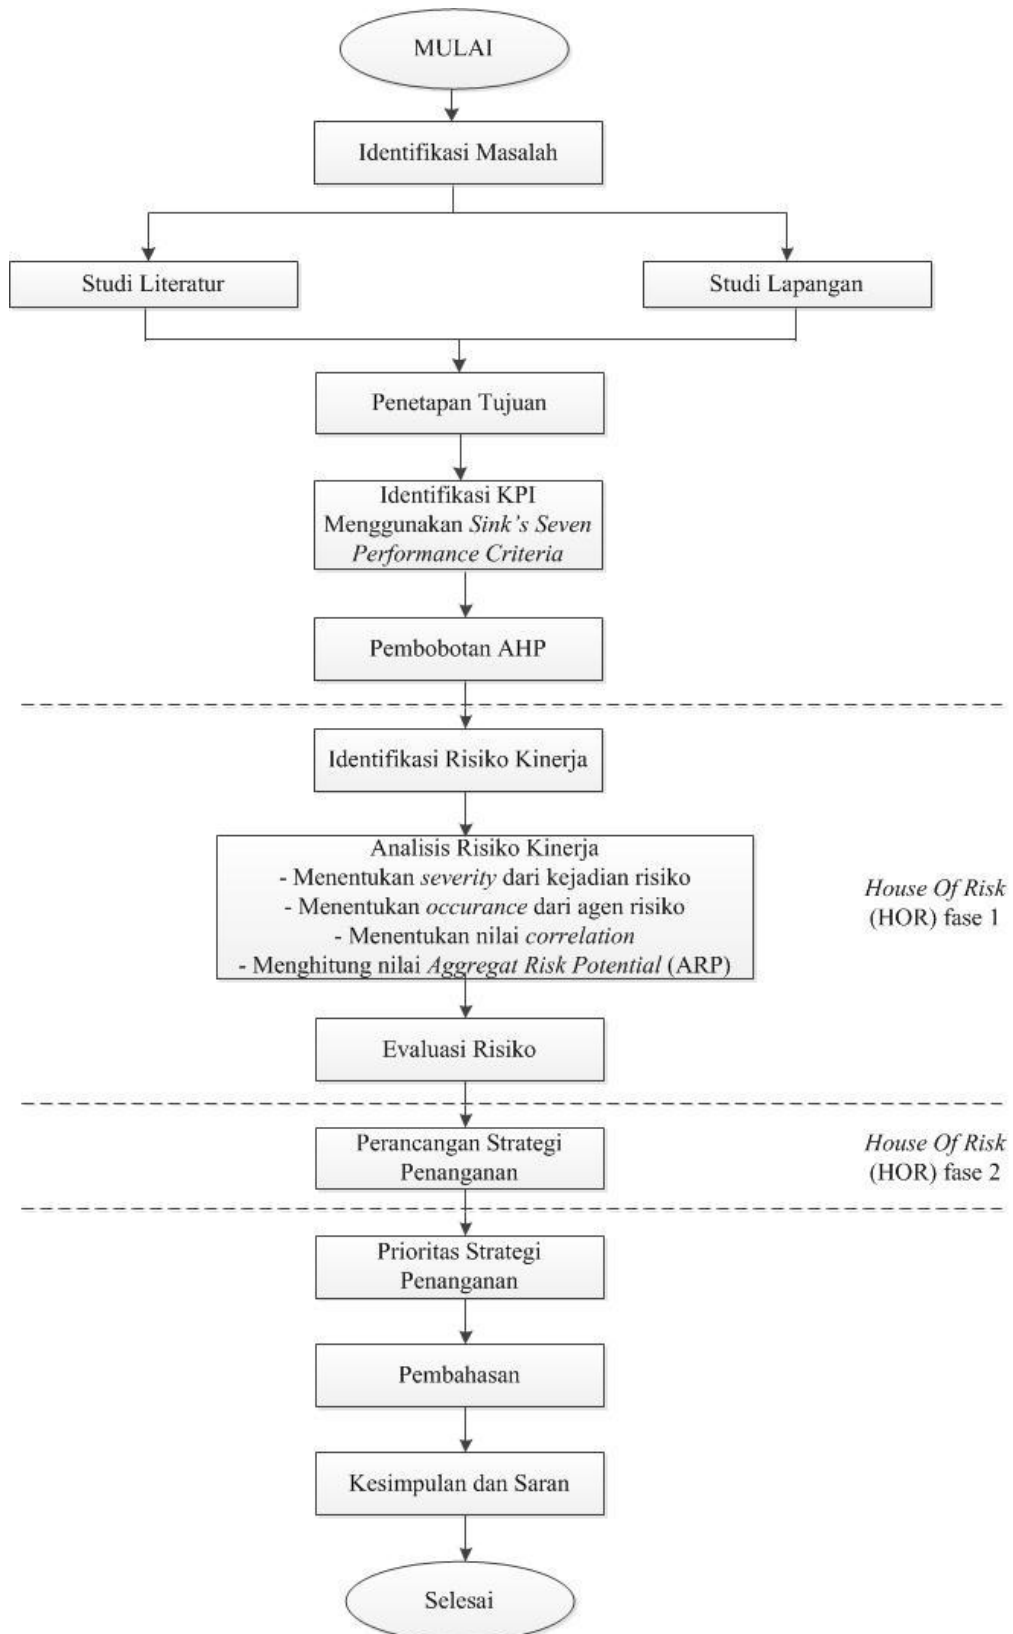 MULAI
Identifikasi Masalah
Studi Literatur
Studi Lapangan
Penetapan Tujuan
Identifikasi KPI
Menggunakan Sink's Seven
Performance Criteria
Pembobotan AHP
Identifikasi Risiko Kinerja
Analisis Risiko Kinerja
- Menentukan severity dari kejadian risiko
- Menentukan occurance dari agen risiko
- Menentukan nilai correlation
- Menghitung nilai Aggregat Risk Potential (ARP)
House Of Risk
(HOR) fase 1
Evaluasi Risiko
Perancangan Strategi
Penanganan
House Of Risk
(HOR) fase 2
Prioritas Strategi
Penanganan
Pembahasan
Kesimpulan dan Saran
Selesai